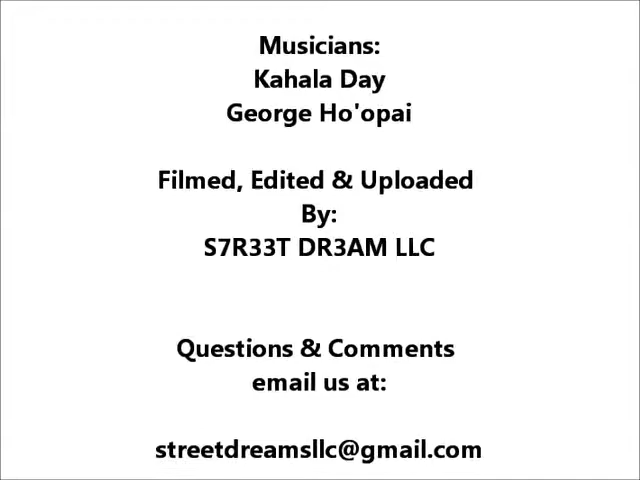 Musicians:
Kahala Day
George Ho'opai
Filmed, Edited & Uploaded
By:
S7R33T DR3AM LLC
Questions & Comments
email us at:
streetdreamsllc@gmail.com